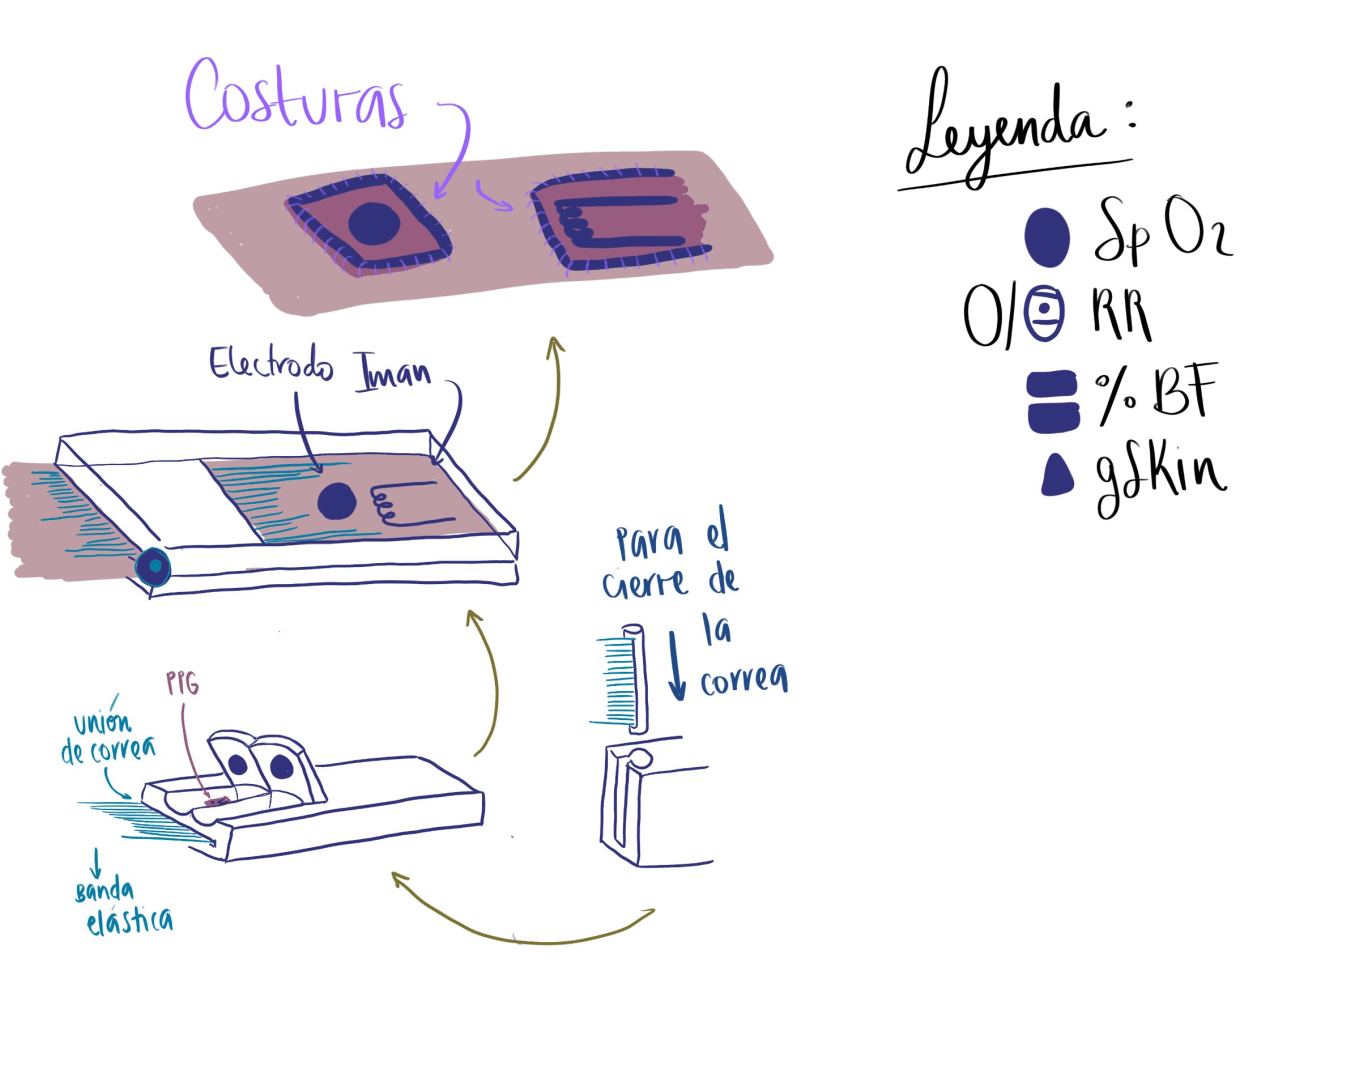 Costuras
Leyenda:
SpO2
O/ RR
% BF
gSKin
Electrodo Iman
Para el
cierre de
la
correa
PPG
unión
de correa
Banda
elástica